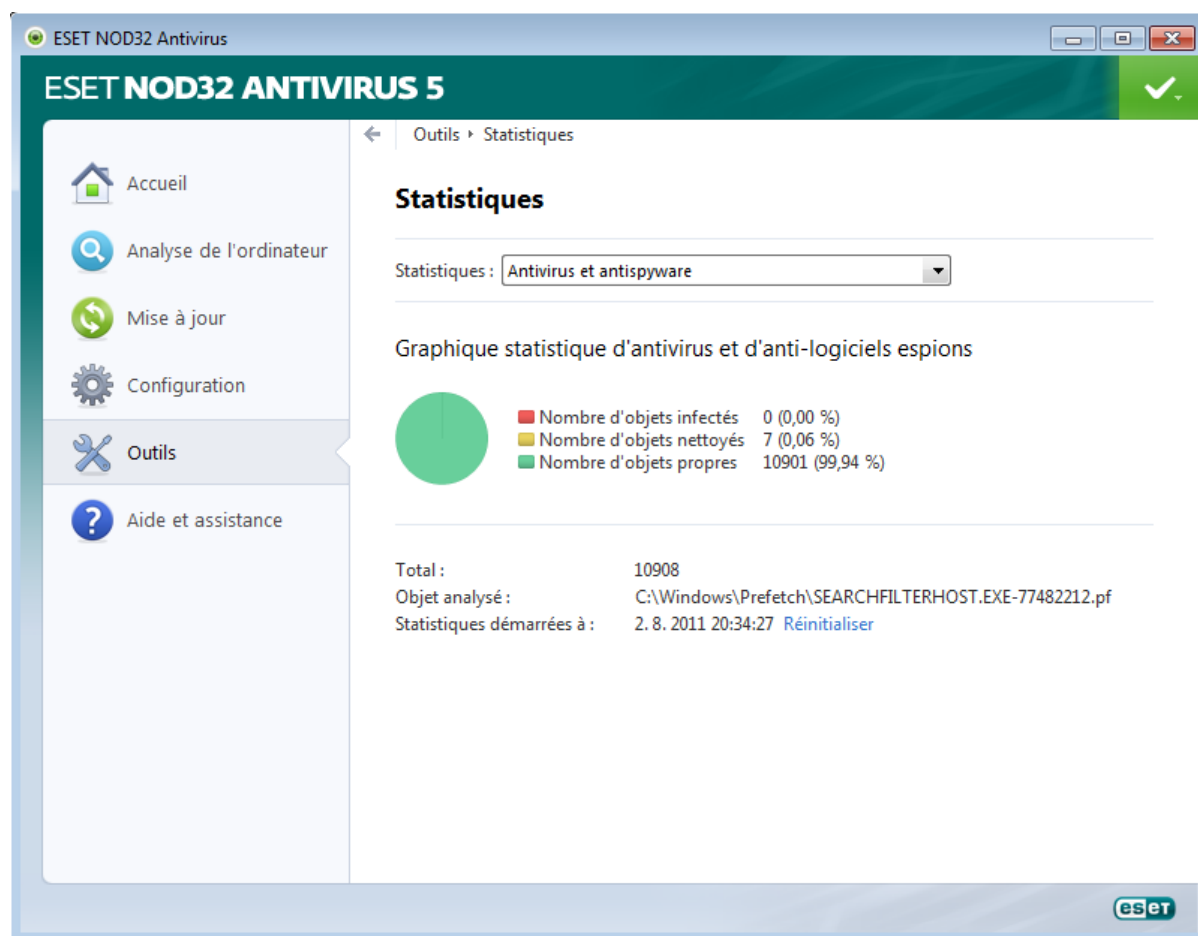 ESET NOD32 Antivirus
ESET NOD32 ANTIVIRUS 5
Outils ▸ Statistiques
Accueil
Analyse de l'ordinateur
Mise à jour
Configuration
Outils
Aide et assistance
Statistiques
Statistiques : Antivirus et antispyware
Graphique statistique d'antivirus et d'anti-logiciels espions
Nombre d'objets infectés 0 (0,00 %)
Nombre d'objets nettoyés 7 (0,06 %)
Nombre d'objets propres 10901 (99,94 %)
Total : 10908
Objet analysé : C:\Windows\Prefetch\SEARCHFILTERHOST.EXE-77482212.pf
Statistiques démarrées à : 2. 8. 2011 20:34:27 Réinitialiser
eseT